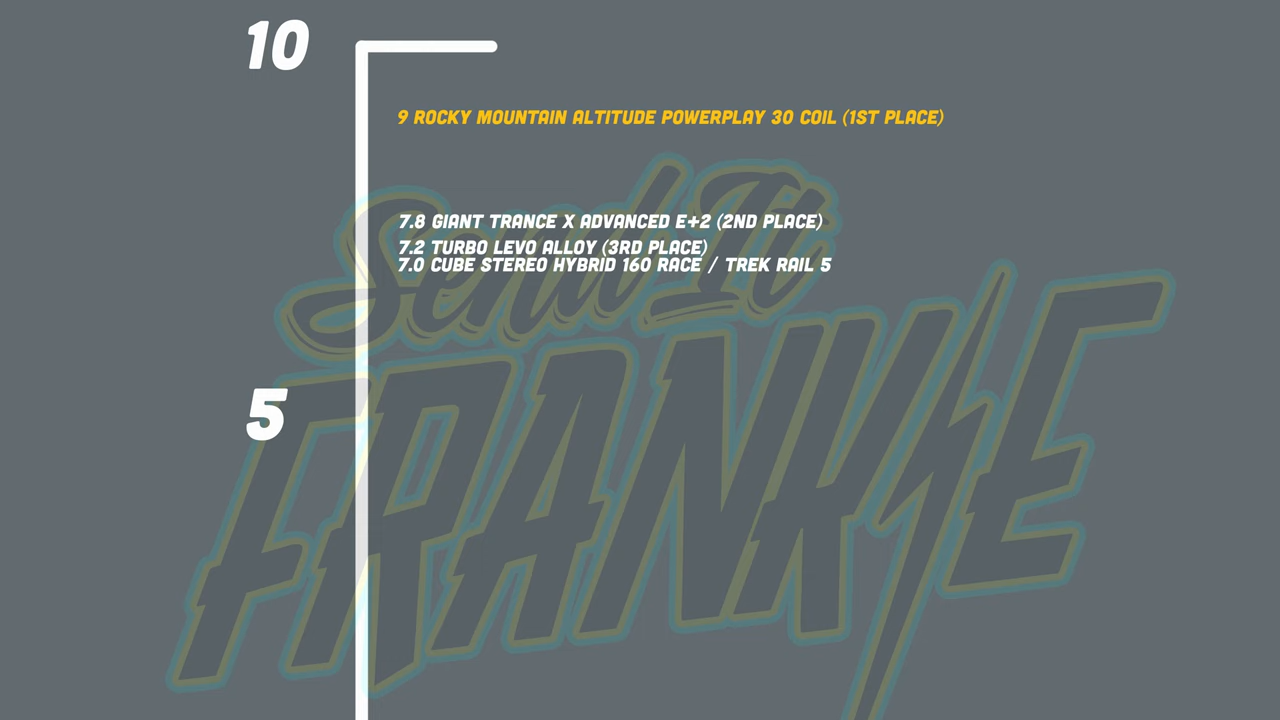 10
9 ROCKY MOUNTAIN ALTITUDE POWERPLAY 30 COIL (1ST PLACE)
7.8 GIANT TRANCE X ADVANCED E+2 (2ND PLACE)
7.2 TURBO LEVO ALLOY (3RD PLACE)
7.0 CUBE STEREO HYBRID 160 RACE / TREK RAIL 5
Send It
5
FRANKIE